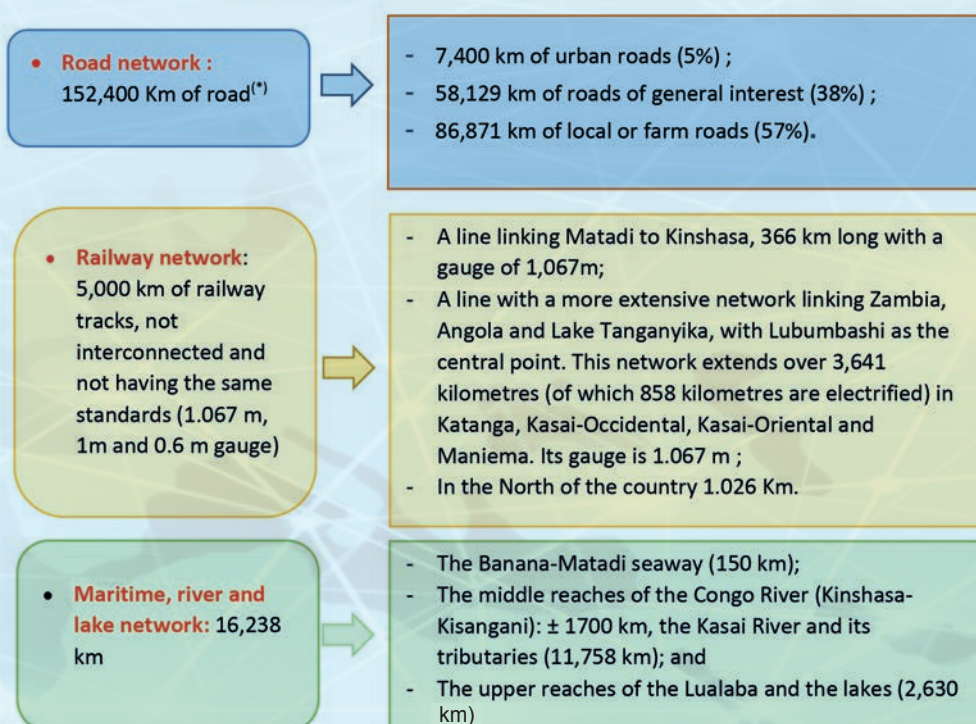 • Road network :
152,400 Km of road(*)
- 7,400 km of urban roads (5%) ;
- 58,129 km of roads of general interest (38%) ;
- 86,871 km of local or farm roads (57%).
• Railway network:
5,000 km of railway
tracks, not
interconnected and
not having the same
standards (1.067 m,
1m and 0.6 m gauge)
- A line linking Matadi to Kinshasa, 366 km long with a
gauge of 1,067m;
- A line with a more extensive network linking Zambia,
Angola and Lake Tanganyika, with Lubumbashi as the
central point. This network extends over 3,641
kilometres (of which 858 kilometres are electrified) in
Katanga, Kasai-Occidental, Kasai-Oriental and
Maniema. Its gauge is 1.067 m ;
- In the North of the country 1.026 Km.
• Maritime, river and
lake network: 16,238
km
- The Banana-Matadi seaway (150 km);
- The middle reaches of the Congo River (Kinshasa-
Kisangani): ± 1700 km, the Kasai River and its
tributaries (11,758 km); and
- The upper reaches of the Lualaba and the lakes (2,630
km)